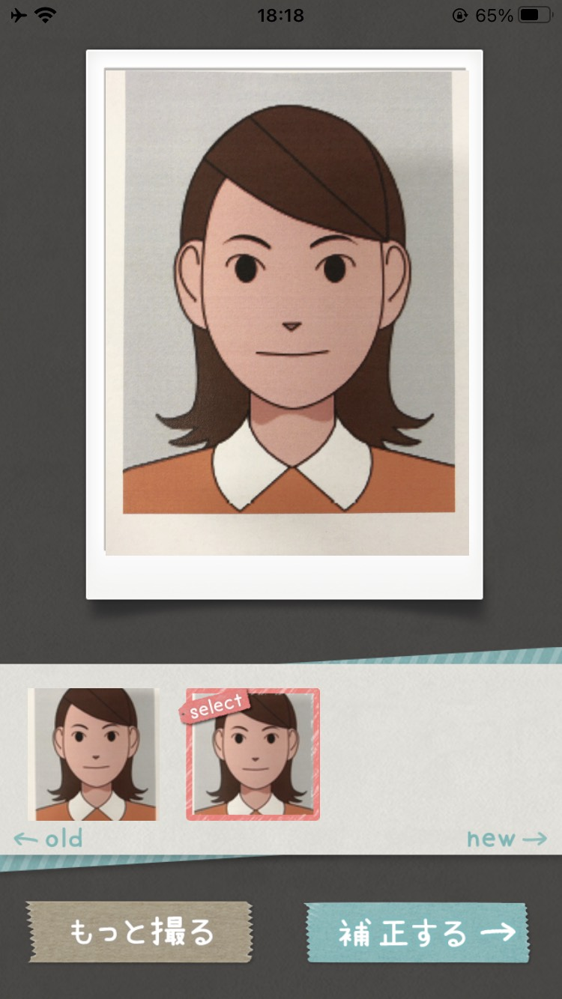 18:18
65%
select
← old
new →
もっと撮る
補正する →